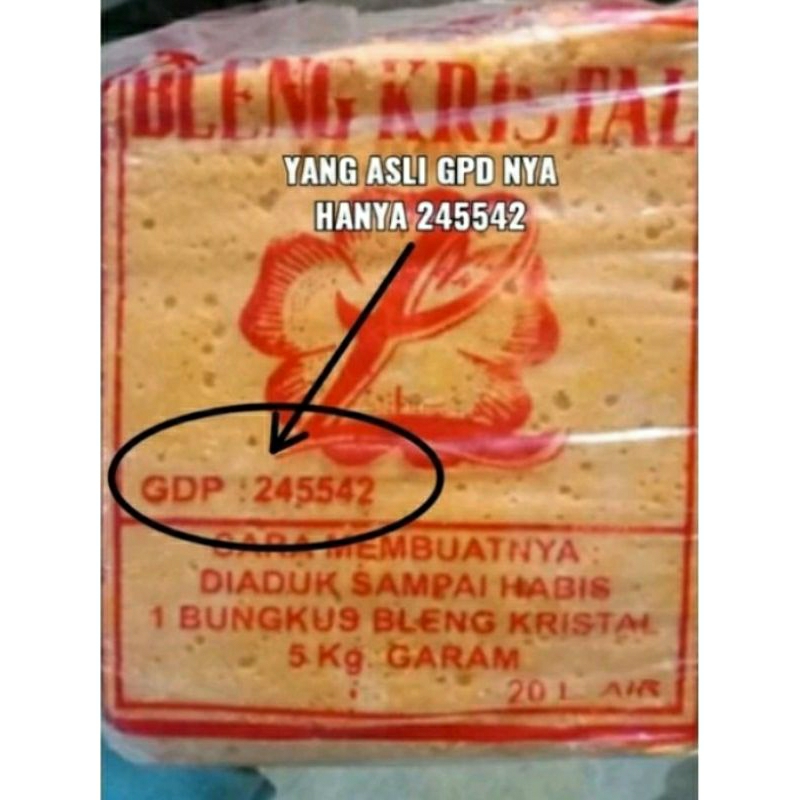 BLENG KRISTAL
YANG ASLI GPD NYA
HANYA 245542
GDP : 245542
CARA MEMBUATNYA :
DIADUK SAMPAI HABIS
1 BUNGKUS BLENG KRISTAL
5 Kg. GARAM
20 L AIR